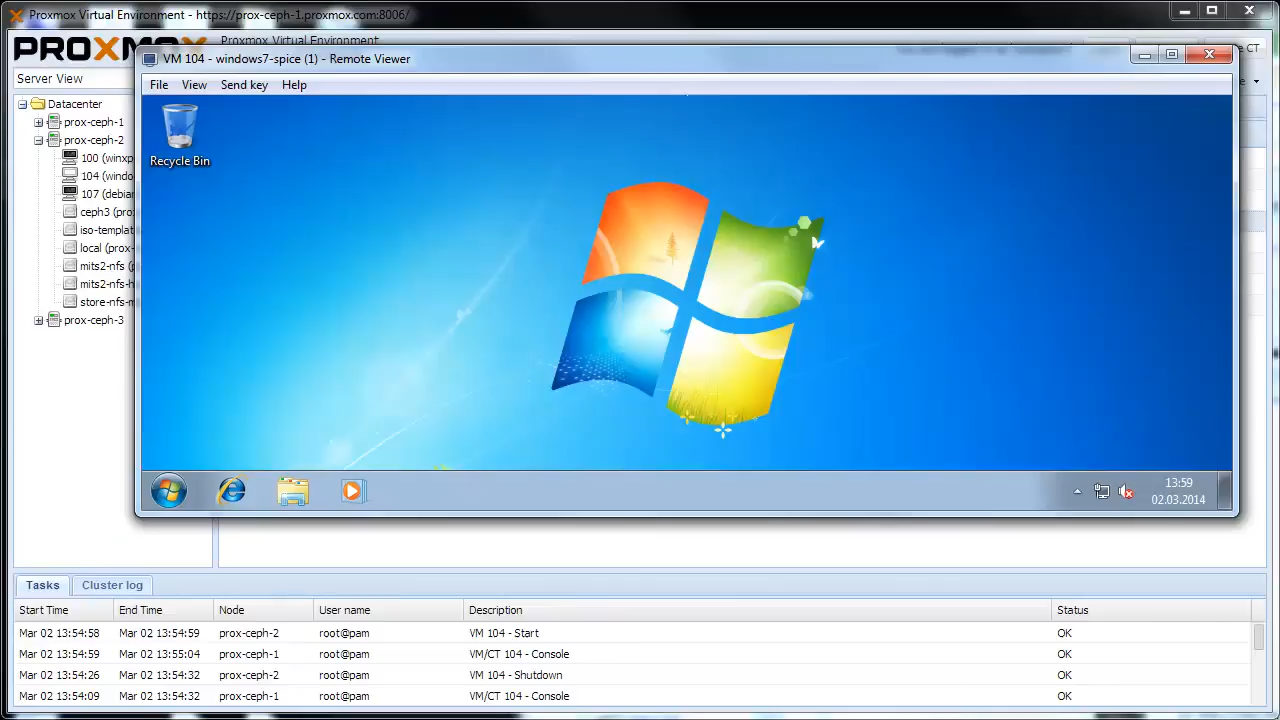 Proxmox Virtual Environment - https://prox-ceph-1.proxmox.com:8006/
PROXMOX Proxmox Virtual Environment
CT
VM 104 - windows7-spice (1) - Remote Viewer
File View Send key Help
Server View
Datacenter
prox-ceph-1
prox-ceph-2
100 (winxp
104 (windo
107 (debian
ceph3 (pro
iso-templat
local (prox-
mits2-nfs (p
mits2-nfs-h
store-nfs-m
prox-ceph-3
Recycle Bin
13:59
02.03.2014
Tasks Cluster log
Start Time End Time Node User name Description Status
Mar 02 13:54:58 Mar 02 13:54:59 prox-ceph-2 root@pam VM 104 - Start OK
Mar 02 13:54:59 Mar 02 13:55:04 prox-ceph-1 root@pam VM/CT 104 - Console OK
Mar 02 13:54:26 Mar 02 13:54:32 prox-ceph-2 root@pam VM 104 - Shutdown OK
Mar 02 13:54:09 Mar 02 13:54:32 prox-ceph-1 root@pam VM/CT 104 - Console OK